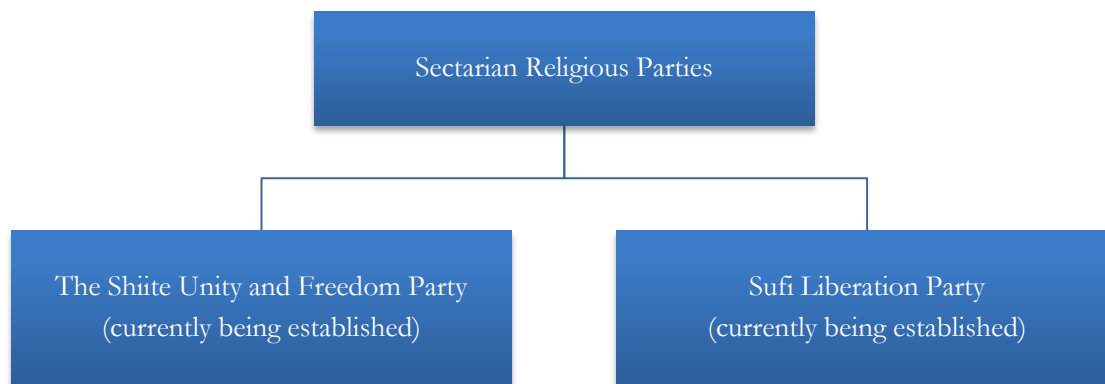 Sectarian Religious Parties
The Shiite Unity and Freedom Party
(currently being established)
Sufi Liberation Party
(currently being established)